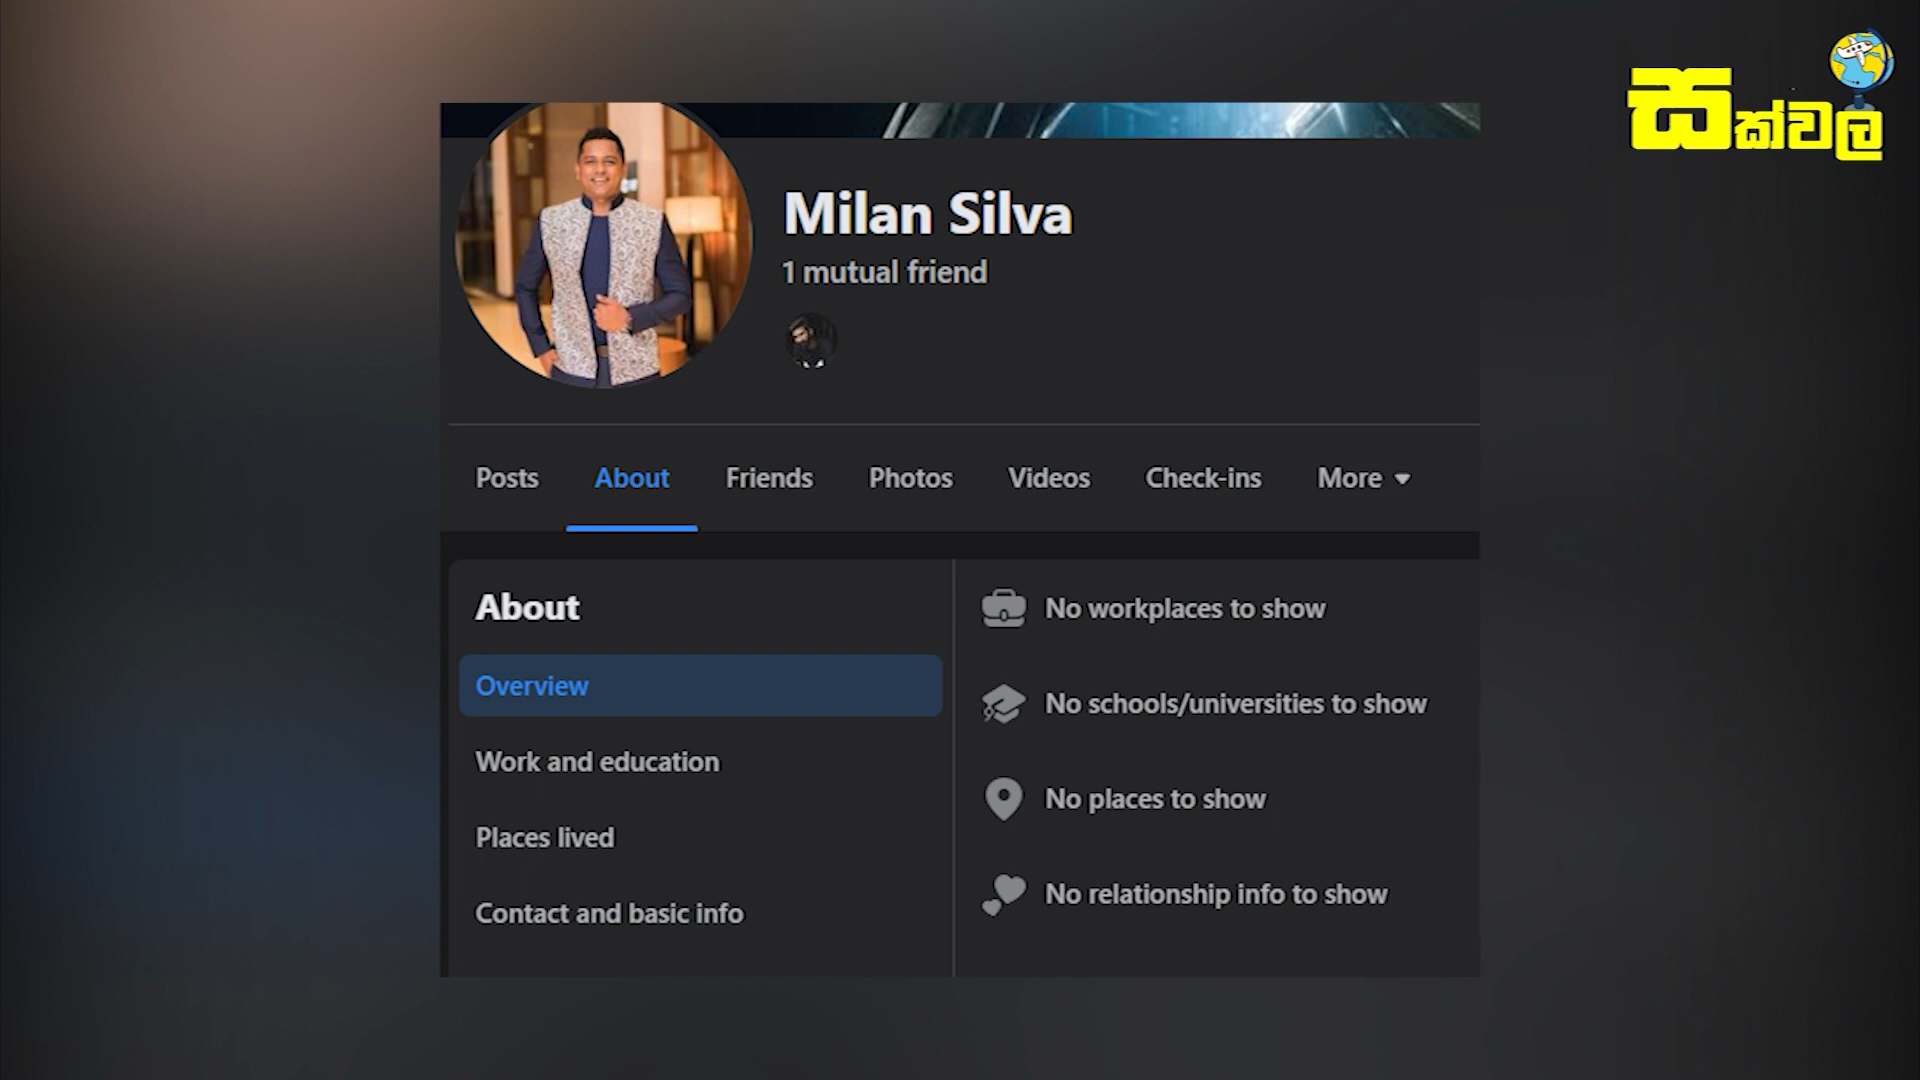 සක්වල
Milan Silva
1 mutual friend
Posts
About
Friends
Photos
Videos
Check-ins
More
About
Overview
Work and education
Places lived
Contact and basic info
No workplaces to show
No schools/universities to show
No places to show
No relationship info to show